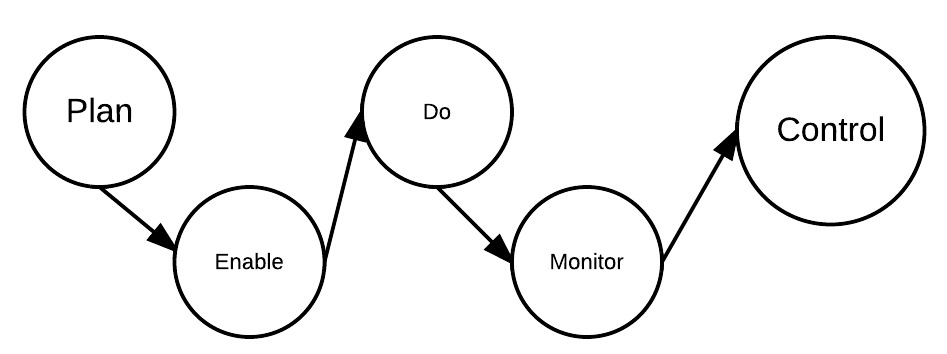 Plan
Enable
Do
Monitor
Control